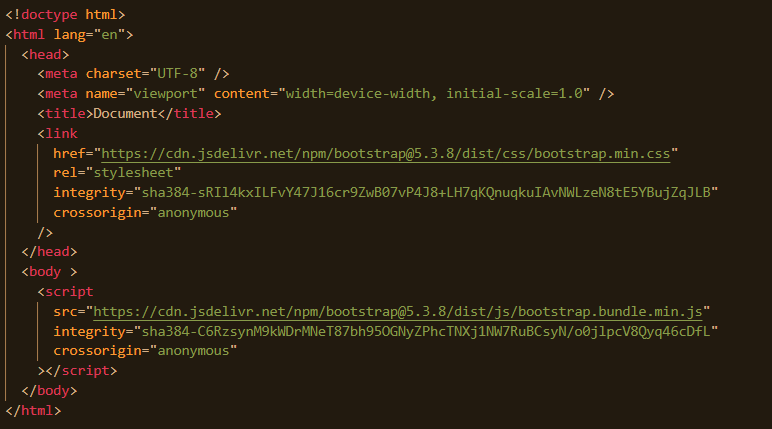 <!doctype html>
<html lang="en">
<head>
<meta charset="UTF-8" />
<meta name="viewport" content="width=device-width, initial-scale=1.0" />
<title>Document</title>
<link
href="https://cdn.jsdelivr.net/npm/bootstrap@5.3.8/dist/css/bootstrap.min.css"
rel="stylesheet"
integrity="sha384-sRIl4kxILFvY47J16cr9ZwB07vP4J8+LH7qKQnuqkuIAvNWLzeN8tE5YBujZqJLB"
crossorigin="anonymous"
/>
</head>
<body >
<script
src="https://cdn.jsdelivr.net/npm/bootstrap@5.3.8/dist/js/bootstrap.bundle.min.js"
integrity="sha384-C6RzsynM9kWDrMNeT87bh95OGNyZPhcTNXj1NW7RuBCsyN/o0jlpcV8Qyq46cDfL"
crossorigin="anonymous"
></script>
</body>
</html>